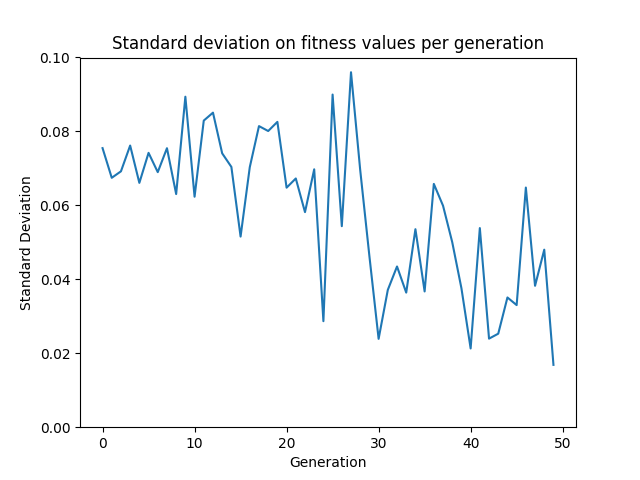 Standard deviation on fitness values per generation
0.10
0.08
0.06
0.04
0.02
0.00
Standard Deviation
0 10 20 30 40 50
Generation